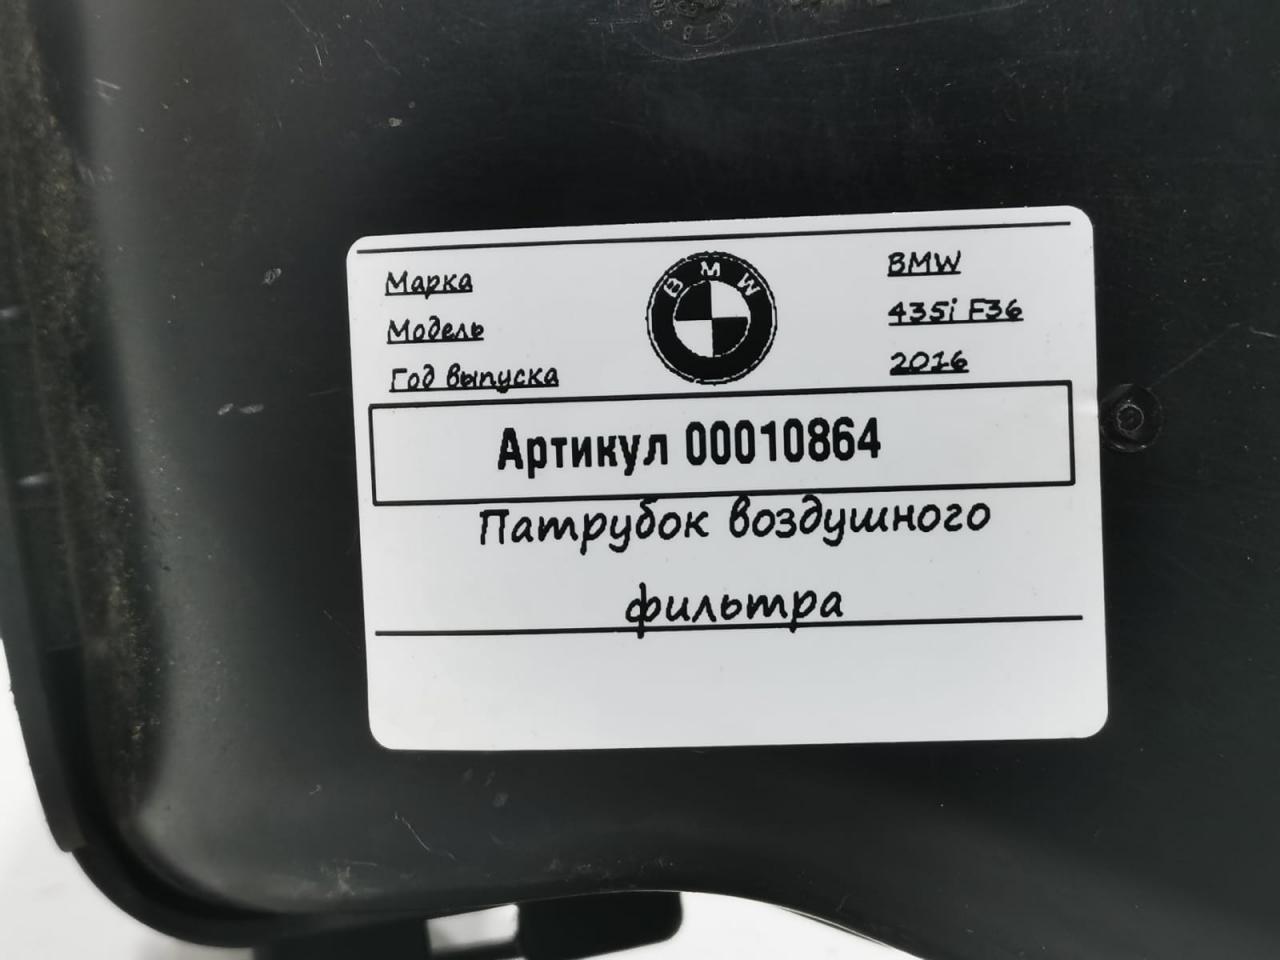 Марка BMW BMW
Модель 435i F36
Год выпуска 2016
Артикул 00010864
Патрубок воздушного
фильтра